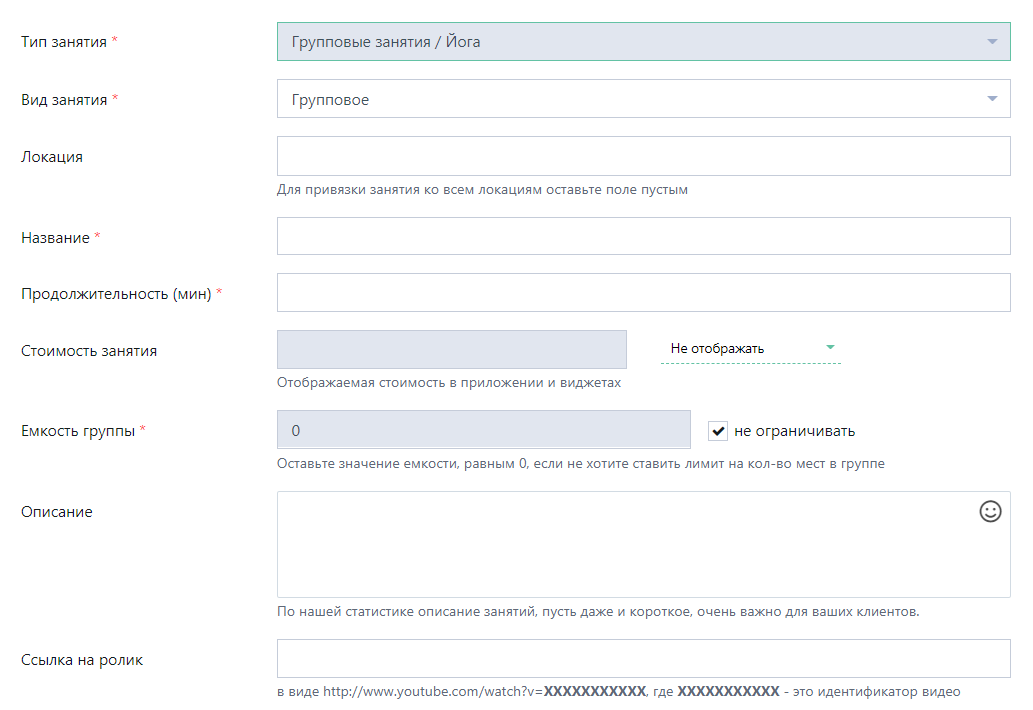 Тип занятия * Групповые занятия / Йога
Вид занятия * Групповое
Локация
Для привязки занятия ко всем локациям оставьте поле пустым
Название *
Продолжительность (мин) *
Стоимость занятия Не отображать
Отображаемая стоимость в приложении и виджетах
Емкость группы * 0 не ограничивать
Оставьте значение емкости, равным 0, если не хотите ставить лимит на кол-во мест в группе
Описание
По нашей статистике описание занятий, пусть даже и короткое, очень важно для ваших клиентов.
Ссылка на ролик
в виде http://www.youtube.com/watch?v=XXXXXXXXXXX, где XXXXXXXXXXX - это идентификатор видео